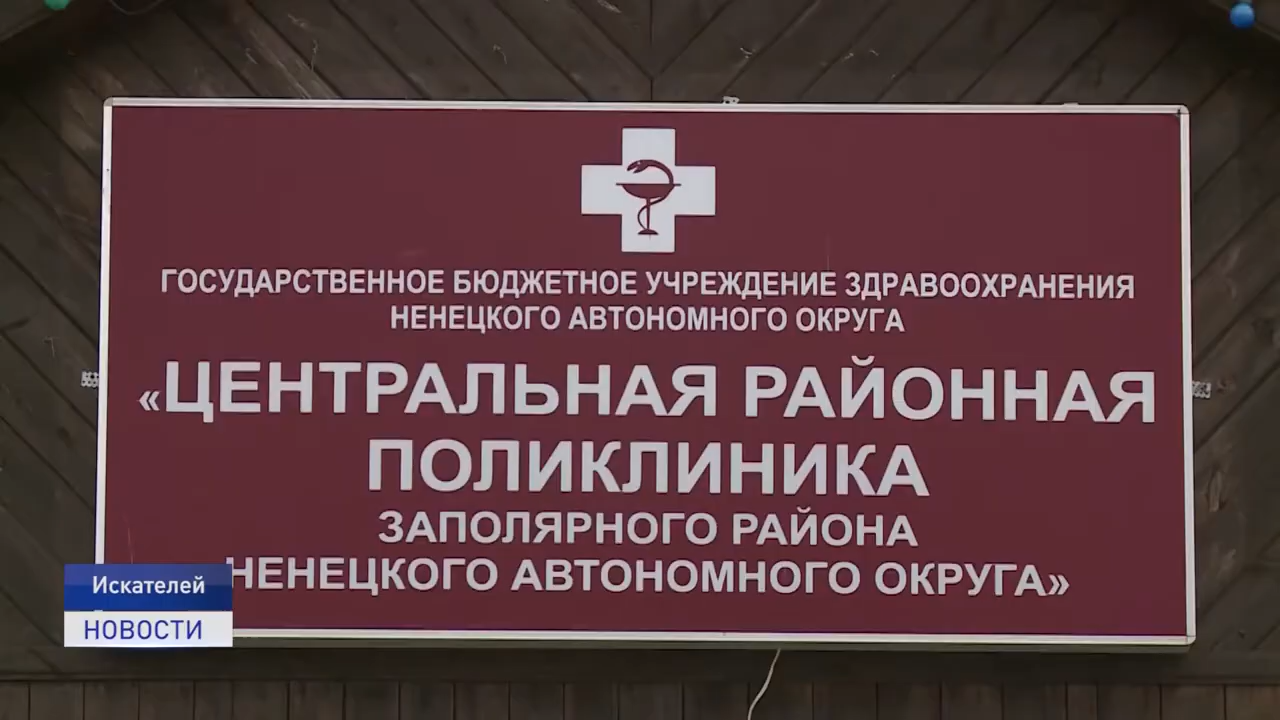 ГОСУДАРСТВЕННОЕ БЮДЖЕТНОЕ УЧРЕЖДЕНИЕ ЗДРАВООХРАНЕНИЯ
НЕНЕЦКОГО АВТОНОМНОГО ОКРУГА
«ЦЕНТРАЛЬНАЯ РАЙОННАЯ
ПОЛИКЛИНИКА
ЗАПОЛЯРНОГО РАЙОНА
НЕНЕЦКОГО АВТОНОМНОГО ОКРУГА»
Искателей
НОВОСТИ